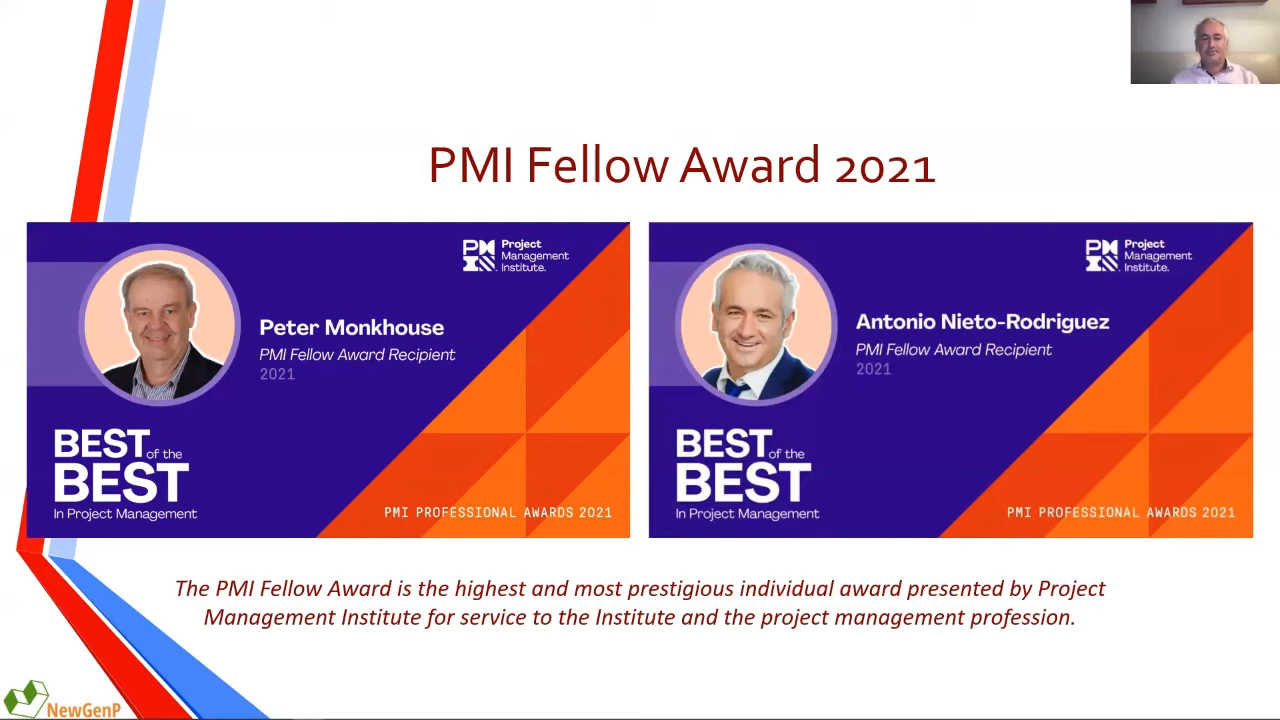 PMI Fellow Award 2021
PM
I
Project
Management
Institute.
Peter Monkhouse
PMI Fellow Award Recipient
2021
BEST of the
BEST
In Project Management
PMI PROFESSIONAL AWARDS 2021
PM
I
Project
Management
Institute.
Antonio Nieto-Rodriguez
PMI Fellow Award Recipient
2021
BEST of the
BEST
In Project Management
PMI PROFESSIONAL AWARDS 2021
The PMI Fellow Award is the highest and most prestigious individual award presented by Project
Management Institute for service to the Institute and the project management profession.
NewGenP